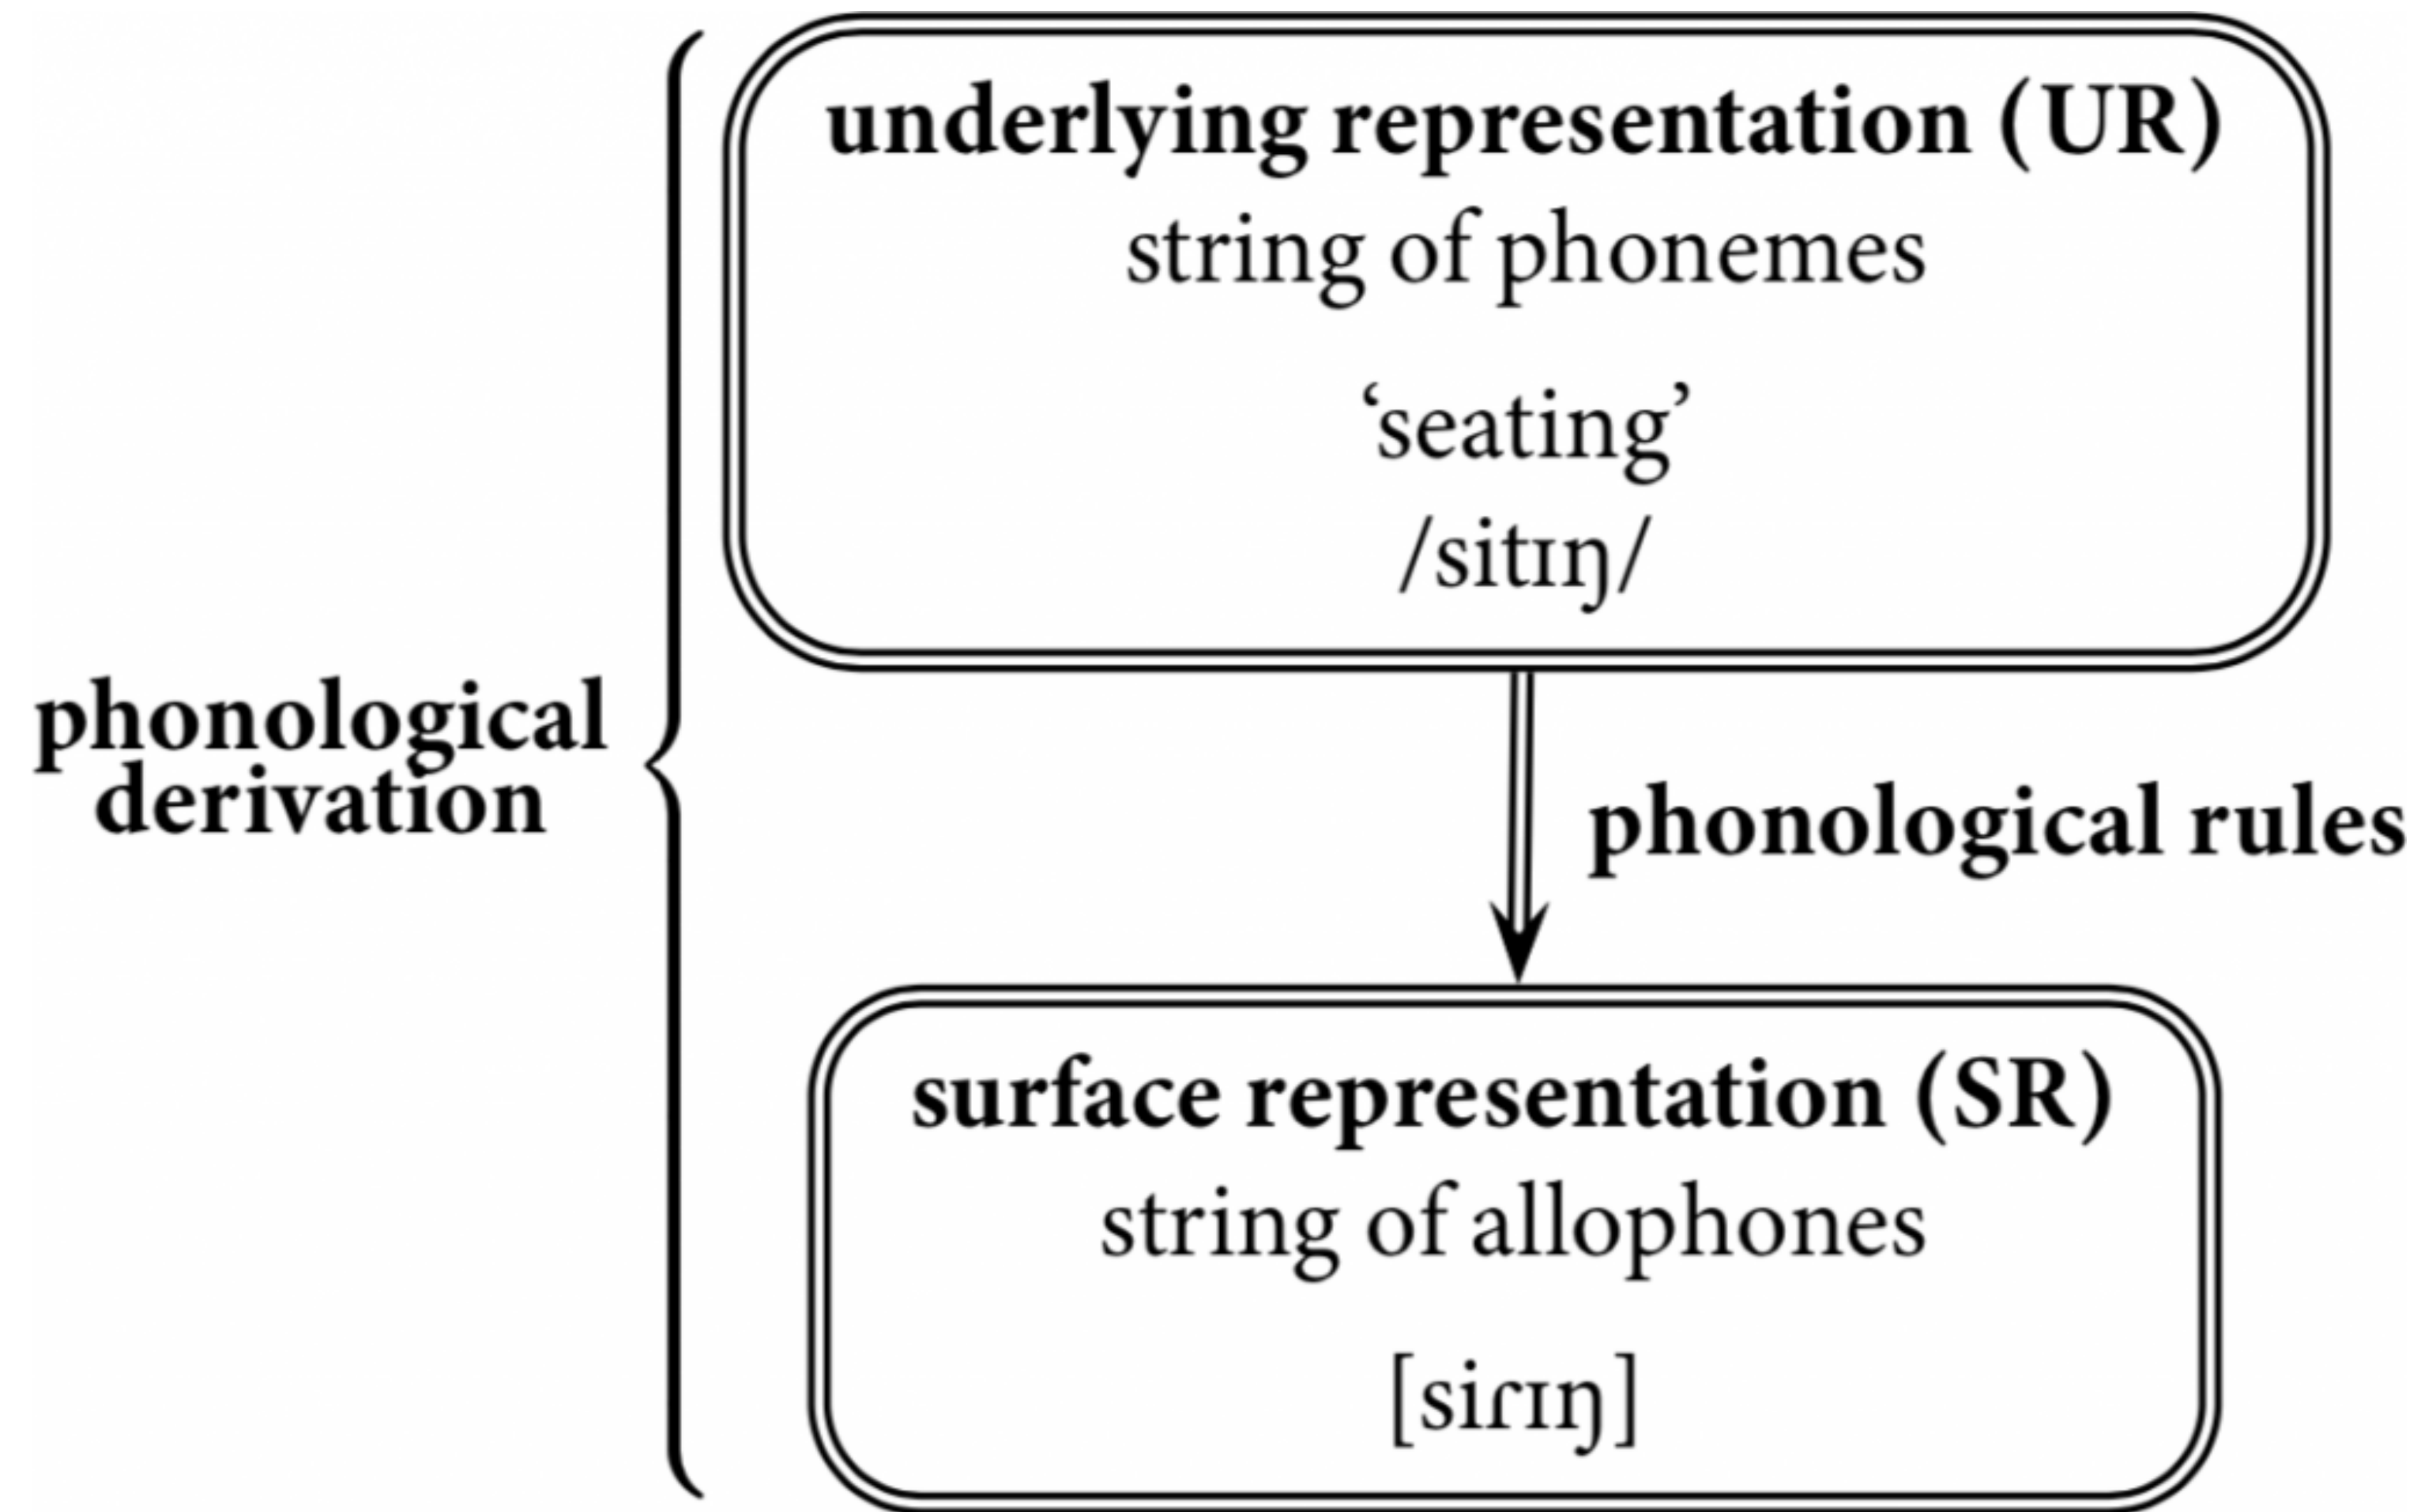 underlying representation (UR)
string of phonemes
‘seating’
/sitɪŋ/
phonological
derivation
phonological rules
surface representation (SR)
string of allophones
[siɾɪŋ]